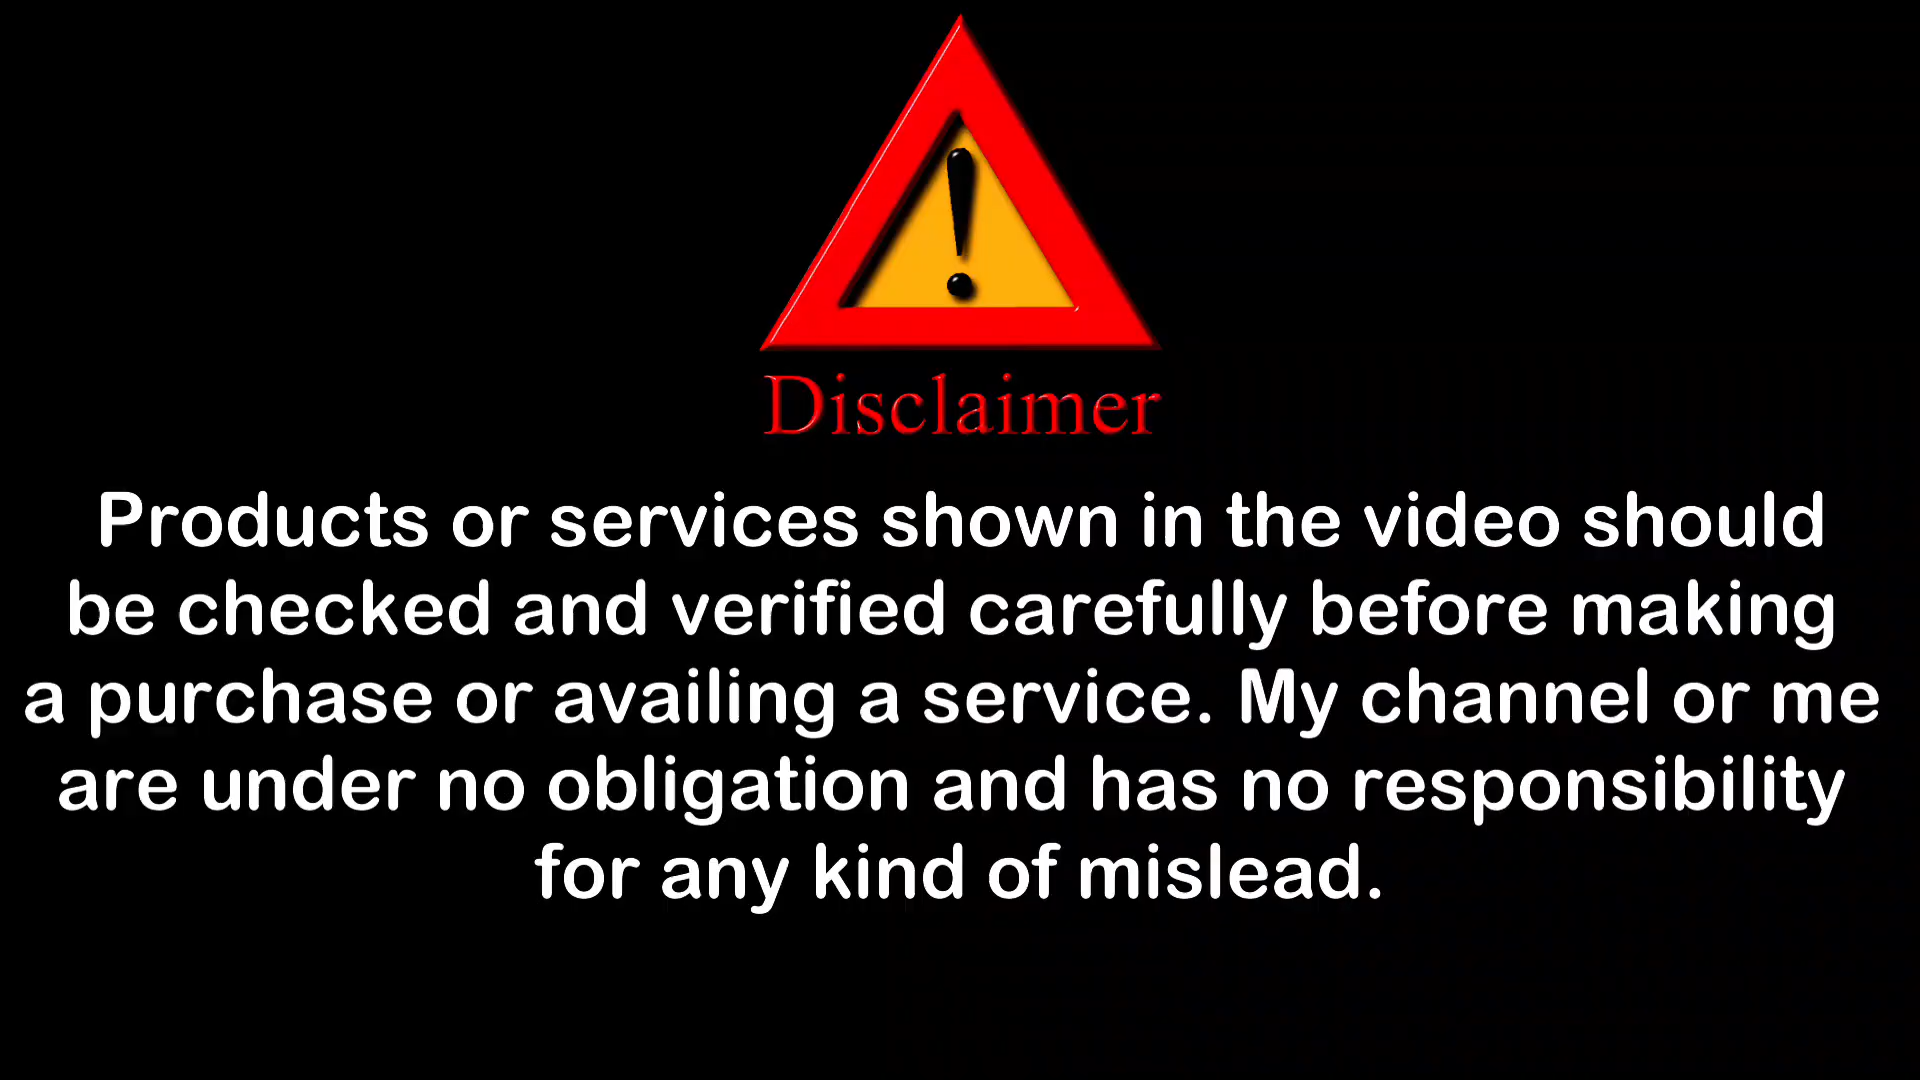 !
Disclaimer
Products or services shown in the video should
be checked and verified carefully before making
a purchase or availing a service. My channel or me
are under no obligation and has no responsibility
for any kind of mislead.